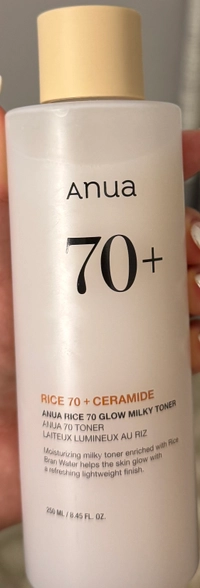 Anua
70+
RICE 70 + CERAMIDE
ANUA RICE 70 GLOW MILKY TONER
ANUA 70 TONER
LAITEUX LUMINEUX AU RIZ
Moisturizing milky toner enriched with Rice
Bran Water helps the skin glow with
a refreshing lightweight finish.
250 ML / 8.45 FL. OZ.